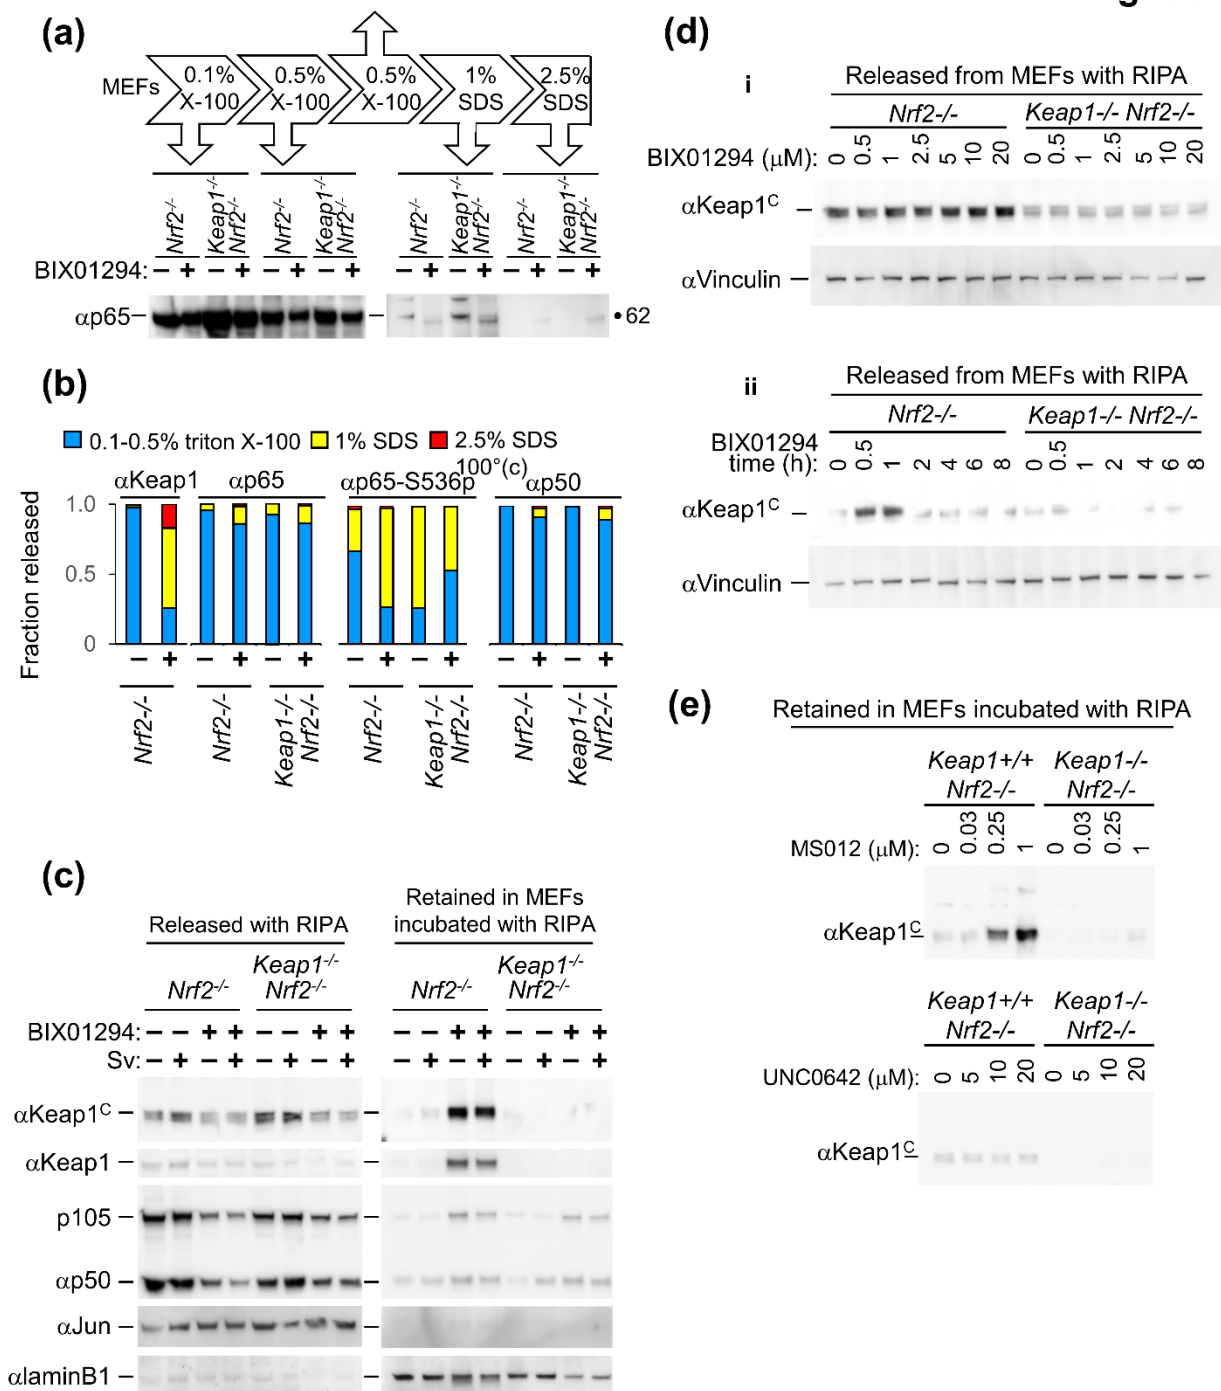 (a)
MEFs
0.1% X-100
0.5% X-100
0.5% X-100
1% SDS
2.5% SDS
Nrf2-/-
Keap1-/- Nrf2-/-
Nrf2-/-
Keap1-/- Nrf2-/-
Nrf2-/-
Keap1-/- Nrf2-/-
Nrf2-/-
Keap1-/- Nrf2-/-
BIX01294: − + − + − + − + − + − + − + − +
αp65 • 62
(b)
0.1-0.5% triton X-100 1% SDS 2.5% SDS
100°(c)
αKeap1 αp65 αp65-S536p αp50
Fraction released
1.0
0.5
0
− + − + − + − + − + − + − +
Nrf2-/-
Nrf2-/-
Keap1-/- Nrf2-/-
Nrf2-/-
Keap1-/- Nrf2-/-
Nrf2-/-
Keap1-/- Nrf2-/-
(c)
Released with RIPA
Retained in MEFs
incubated with RIPA
Nrf2-/-
Keap1-/-
Nrf2-/-
Nrf2-/-
Keap1-/-
Nrf2-/-
BIX01294: − − + + − − + + − − + + − − + +
Sv: − + − + − + − + − + − + − + − +
αKeap1C
αKeap1
p105
αp50
αJun
αlaminB1
(d)
i
Released from MEFs with RIPA
Nrf2-/- Keap1-/- Nrf2-/-
BIX01294 (μM): 0 0.5 1 2.5 5 10 20 0 0.5 1 2.5 5 10 20
αKeap1C
αVinculin
ii
Released from MEFs with RIPA
Nrf2-/- Keap1-/- Nrf2-/-
BIX01294
time (h): 0 0.5 1 2 4 6 8 0 0.5 1 2 4 6 8
αKeap1C
αVinculin
(e)
Retained in MEFs incubated with RIPA
Keap1+/+ Keap1-/-
Nrf2-/- Nrf2-/-
MS012 (μM): 0 0.03 0.25 1 0 0.03 0.25 1
αKeap1C
Keap1+/+ Keap1-/-
Nrf2-/- Nrf2-/-
UNC0642 (μM): 0 5 10 20 0 5 10 20
αKeap1C